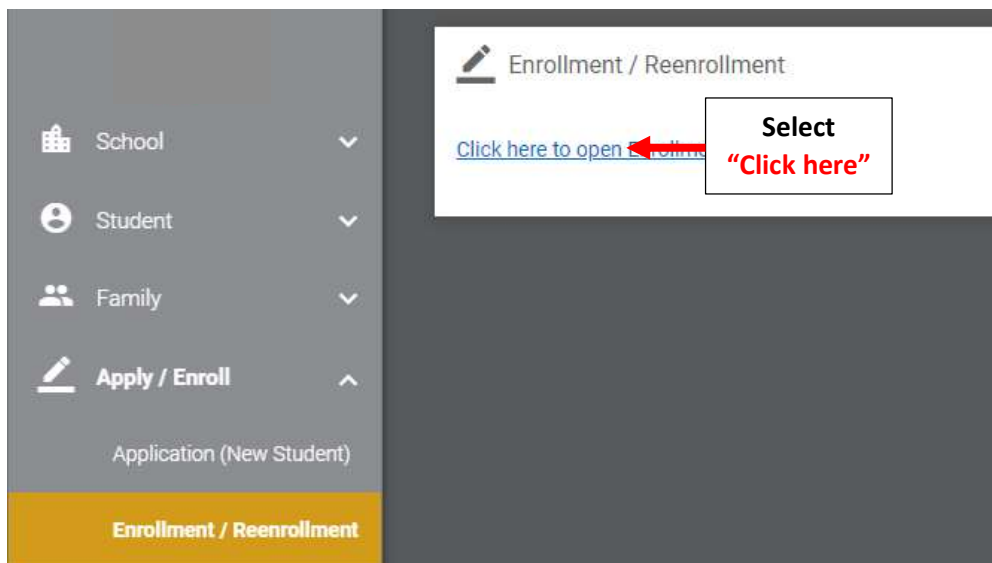 Enrollment / Reenrollment
Click here to open
Select
“Click here”
School
Student
Family
Apply / Enroll
Application (New Student)
Enrollment / Reenrollment